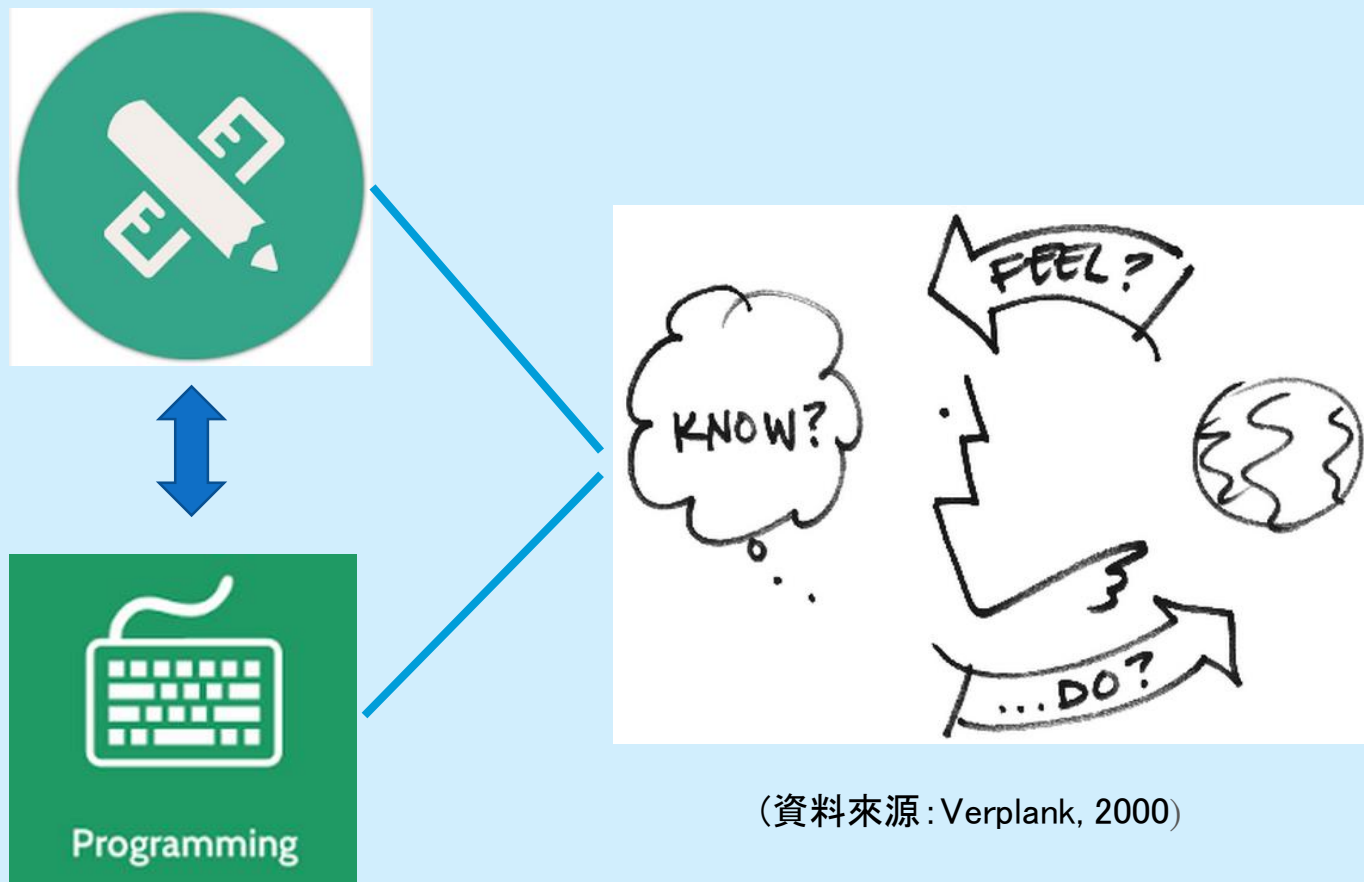 FEEL?
KNOW?
...DO?
Programming
(資料來源:Verplank, 2000)